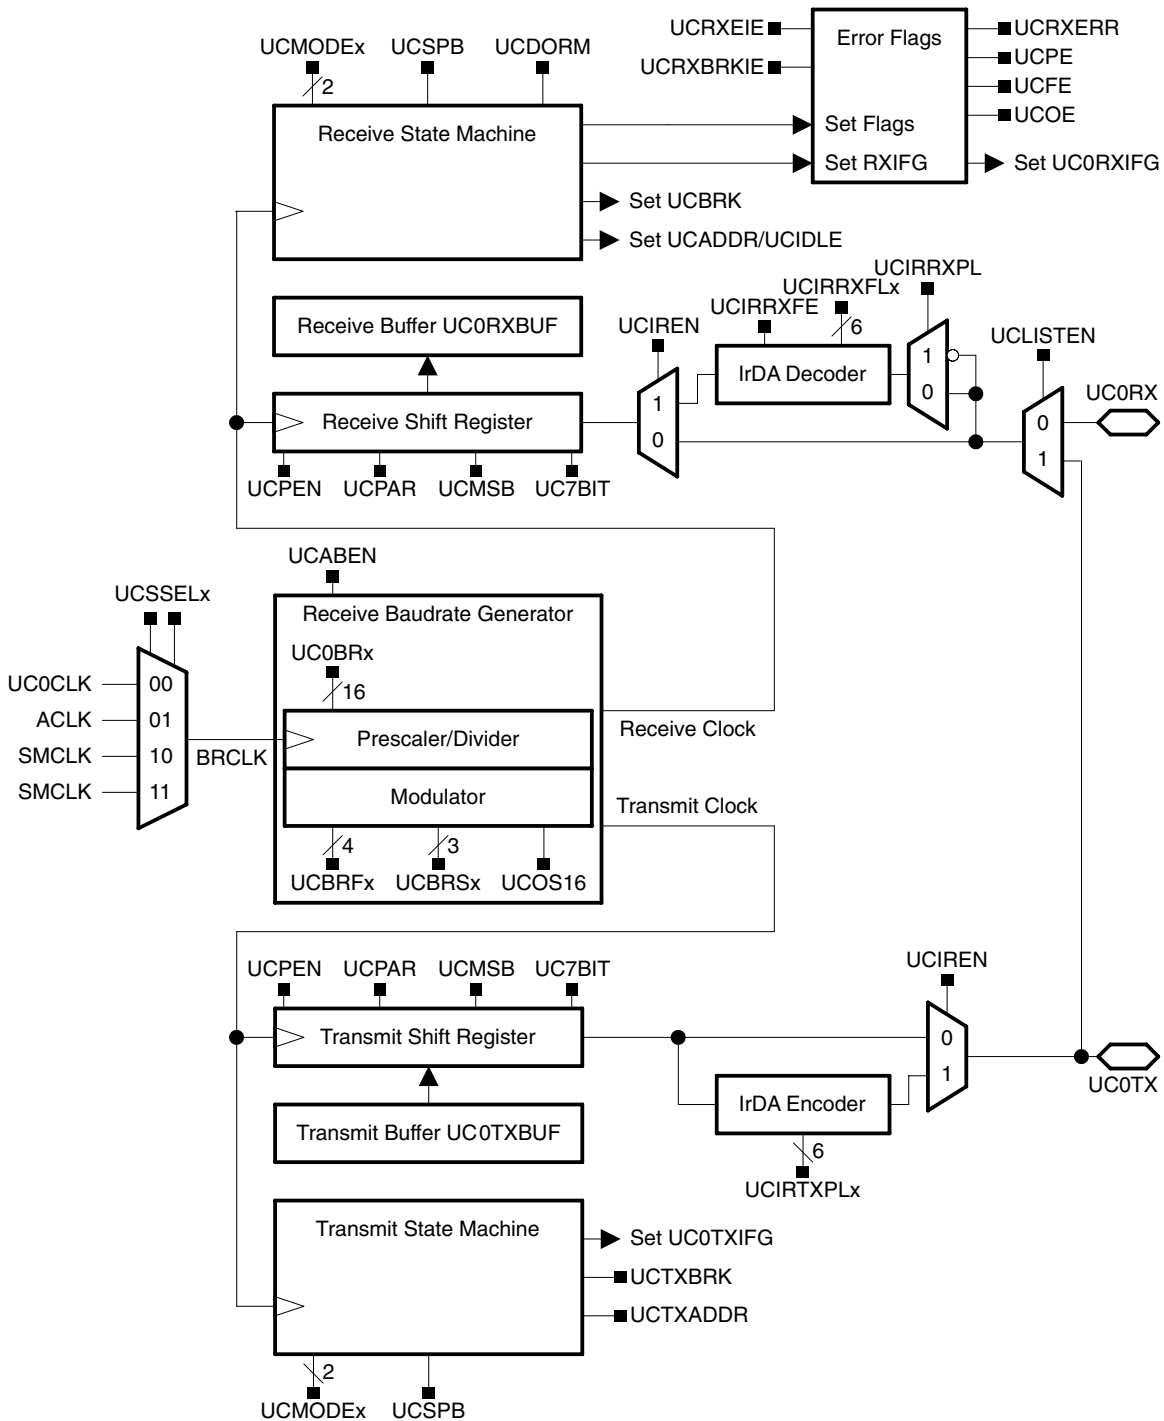 UCRXEIE
Error Flags
UCRXERR
UCMODEx
UCSPB
UCDORM
UCRXBRKIE
UCPE
2
UCFE
UCOE
Receive State Machine
Set Flags
Set RXIFG
Set UC0RXIFG
Set UCBRK
Set UCADDR/UCIDLE
UCIRRXPL
UCIRRXFLx
UCIRRXFE
Receive Buffer UC0RXBUF
UCIREN
6
UCLISTEN
IrDA Decoder
1
0
UC0RX
1
0
Receive Shift Register
0
1
UCPEN
UCPAR
UCMSB
UC7BIT
UCABEN
UCSSELx
Receive Baudrate Generator
UC0BRx
16
UC0CLK
00
ACLK
01
Prescaler/Divider
Receive Clock
SMCLK
10
BRCLK
SMCLK
11
Modulator
Transmit Clock
4
3
UCBRFx
UCBRSx
UCOS16
UCPEN
UCPAR
UCMSB
UC7BIT
UCIREN
Transmit Shift Register
0
1
UC0TX
IrDA Encoder
Transmit Buffer UC0TXBUF
6
UCIRTXPLx
Transmit State Machine
Set UC0TXIFG
UCTXBRK
UCTXADDR
2
UCMODEx
UCSPB